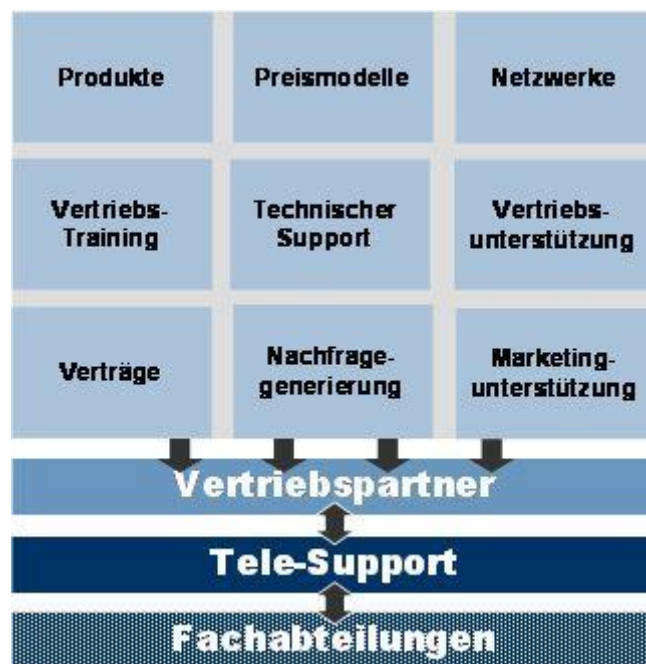 Produkte
Preismodelle
Netzwerke
Vertriebs-
Training
Technischer
Support
Vertriebs-
unterstützung
Verträge
Nachfrage-
generierung
Marketing-
unterstützung
Vertriebspartner
Tele-Support
Fachabteilungen